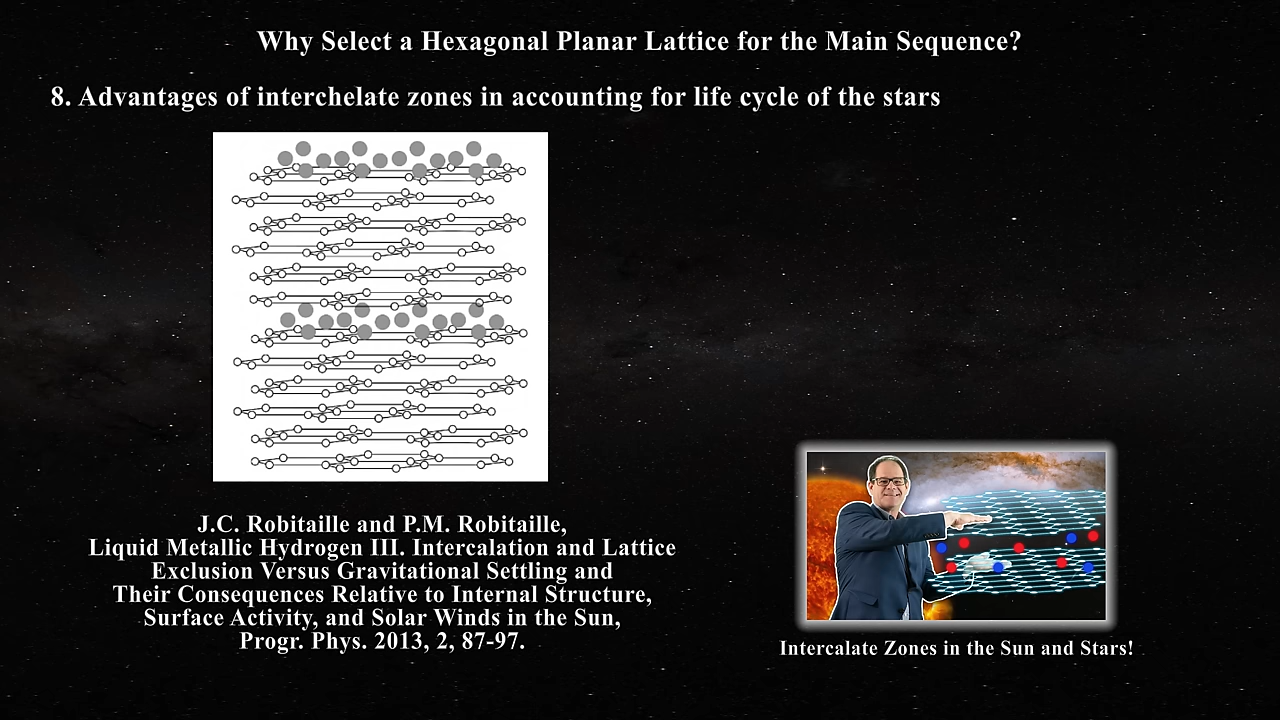 Why Select a Hexagonal Planar Lattice for the Main Sequence?
8. Advantages of interchelate zones in accounting for life cycle of the stars
J.C. Robitaille and P.M. Robitaille,
Liquid Metallic Hydrogen III. Intercalation and Lattice
Exclusion Versus Gravitational Settling and
Their Consequences Relative to Internal Structure,
Surface Activity, and Solar Winds in the Sun,
Progr. Phys. 2013, 2, 87-97.
Intercalate Zones in the Sun and Stars!